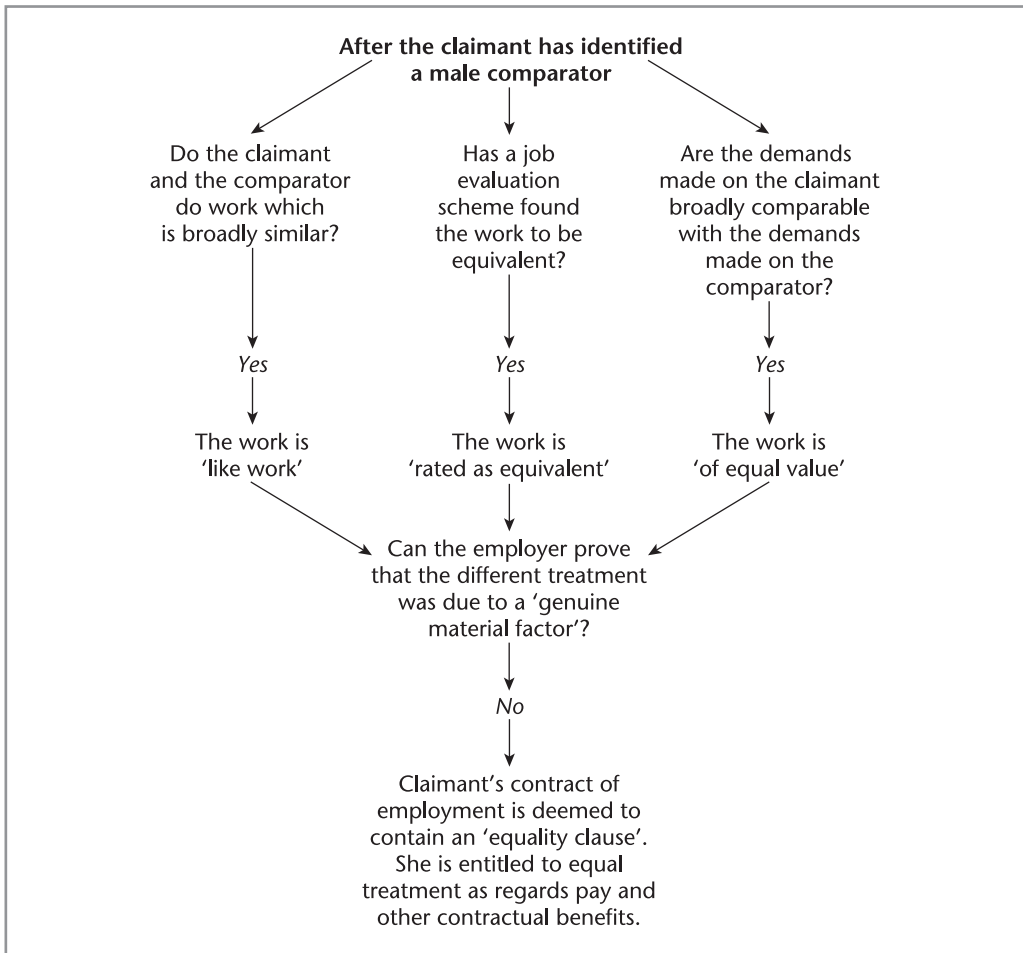 After the claimant has identified
a male comparator
Do the claimant
and the comparator
do work which
is broadly similar?
Has a job
evaluation
scheme found
the work to be
equivalent?
Are the demands
made on the claimant
broadly comparable
with the demands
made on the
comparator?
Yes
Yes
Yes
The work is
‘like work’
The work is
‘rated as equivalent’
The work is
‘of equal value’
Can the employer prove
that the different treatment
was due to a ‘genuine
material factor’?
No
Claimant’s contract of
employment is deemed to
contain an ‘equality clause’.
She is entitled to equal
treatment as regards pay and
other contractual benefits.